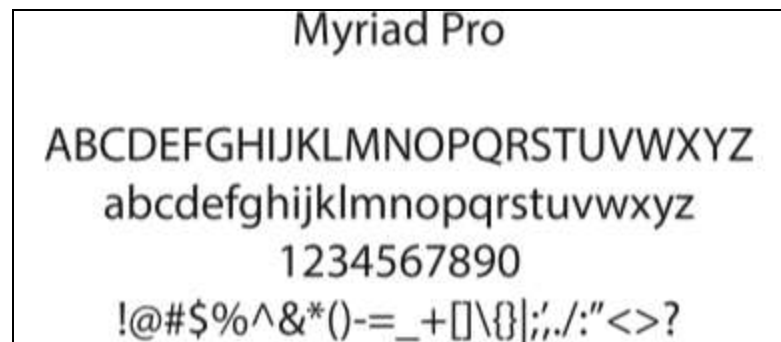 Myriad Pro
ABCDEFGHIJKLMNOPQRSTUVWXYZ
abcdefghijklmnopqrstuvwxyz
1234567890
!@#$%^&*()-=_+[]\{}|;',./:"<>?